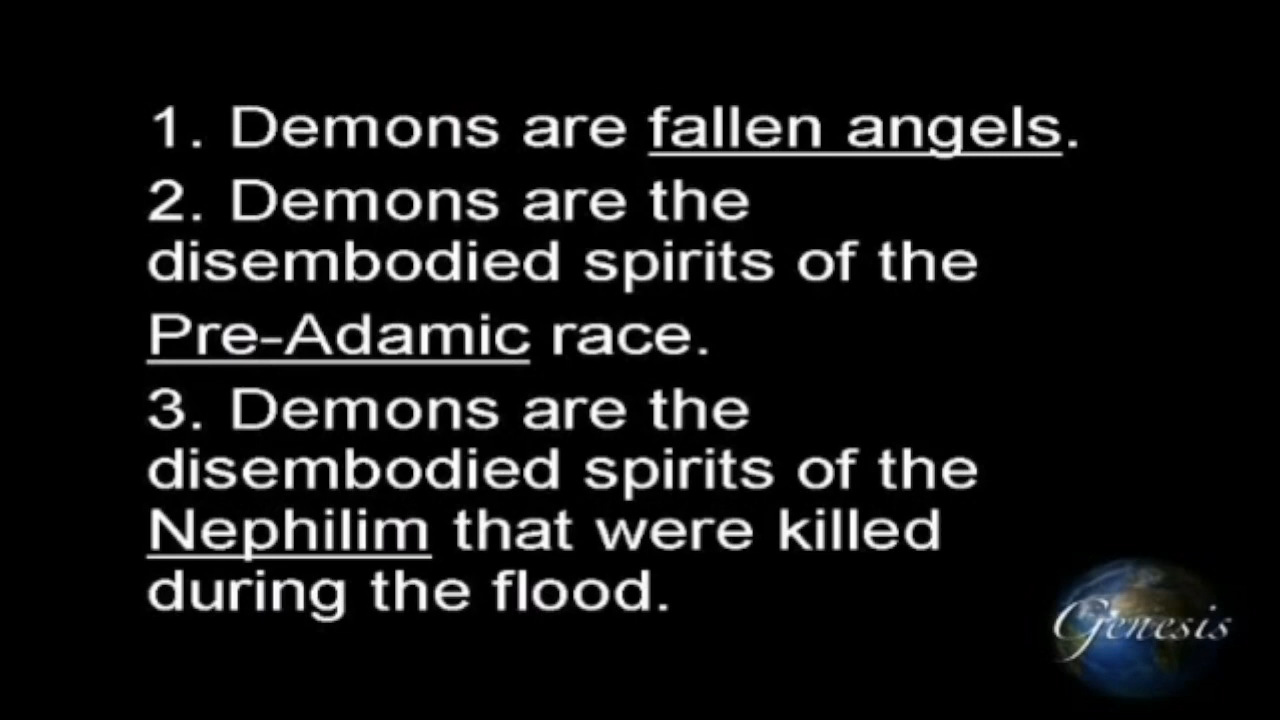 1. Demons are fallen angels.
2. Demons are the
disembodied spirits of the
Pre-Adamic race.
3. Demons are the
disembodied spirits of the
Nephilim that were killed
during the flood.
Genesis